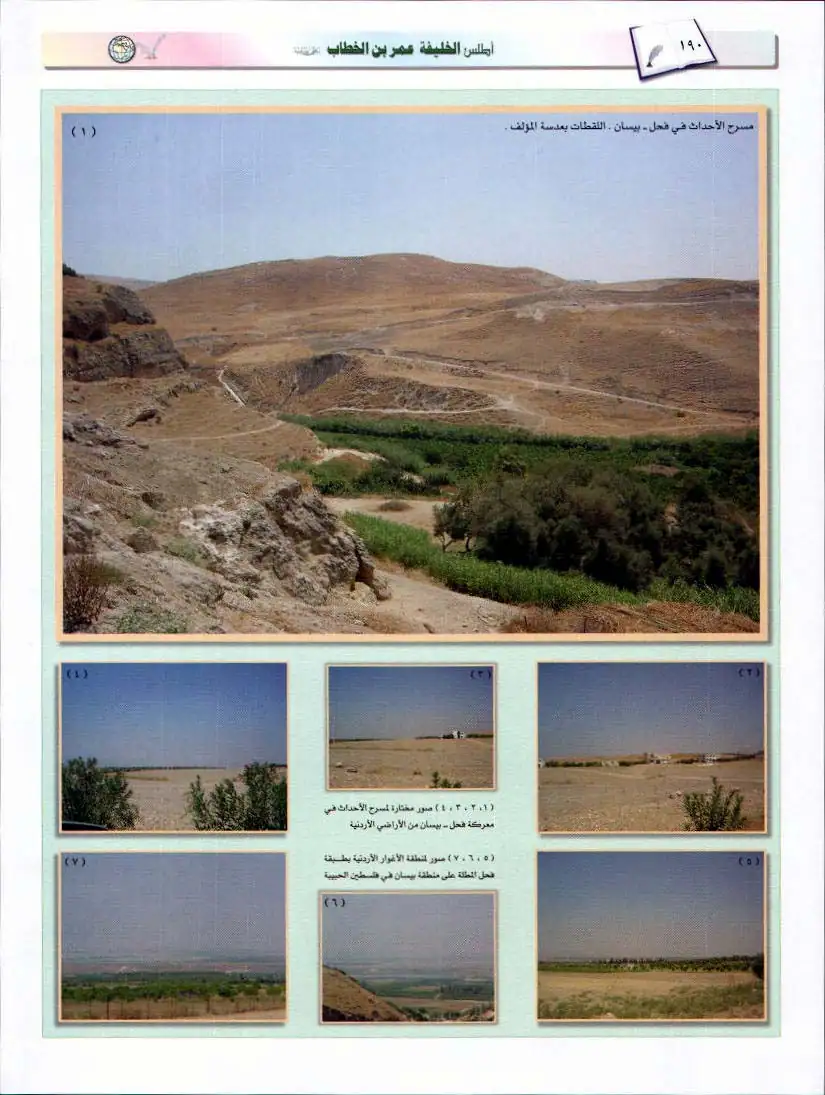 ١٩٠
أطلس الخليفة عمر بن الخطاب
مسرح الأحداث في فحل ـ بيسان . اللقطات بعدسة المؤلف .
( ١ )
( ٢ )
( ٣ )
( ٤ )
( ١، ٢ ، ٣ ، ٤ ) صور مختارة لمسرح الأحداث في
معركة فحل ــ بيسان من الأراضي الأردنية
( ٥ ، ٦ ، ٧ ) صور لمنطقة الأغوار الأردنية بطبقة
فحل المطلة على منطقة بيسان في فلسطين الحبيبة
( ٥ )
( ٦ )
( ٧ )